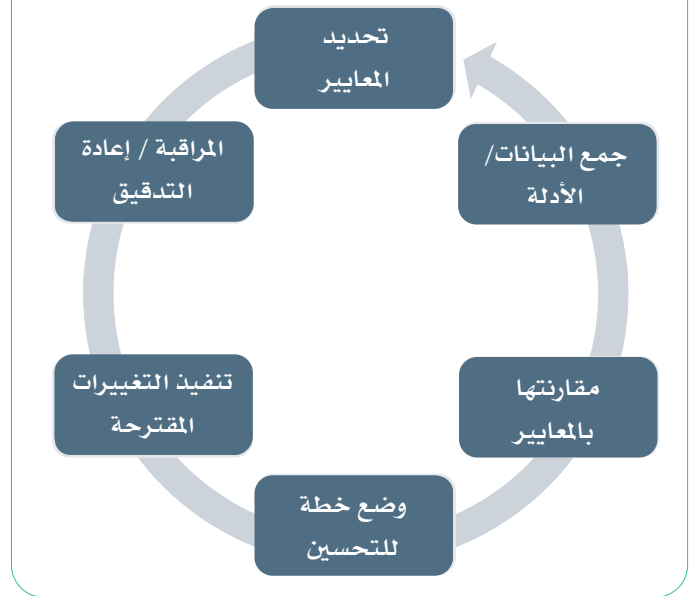 تحديد
المعايير
جمع البيانات/
الأدلة
مقارنتها
بالمعايير
وضع خطة
للتحسين
تنفيذ التغييرات
المقترحة
المراقبة / إعادة
التدقيق